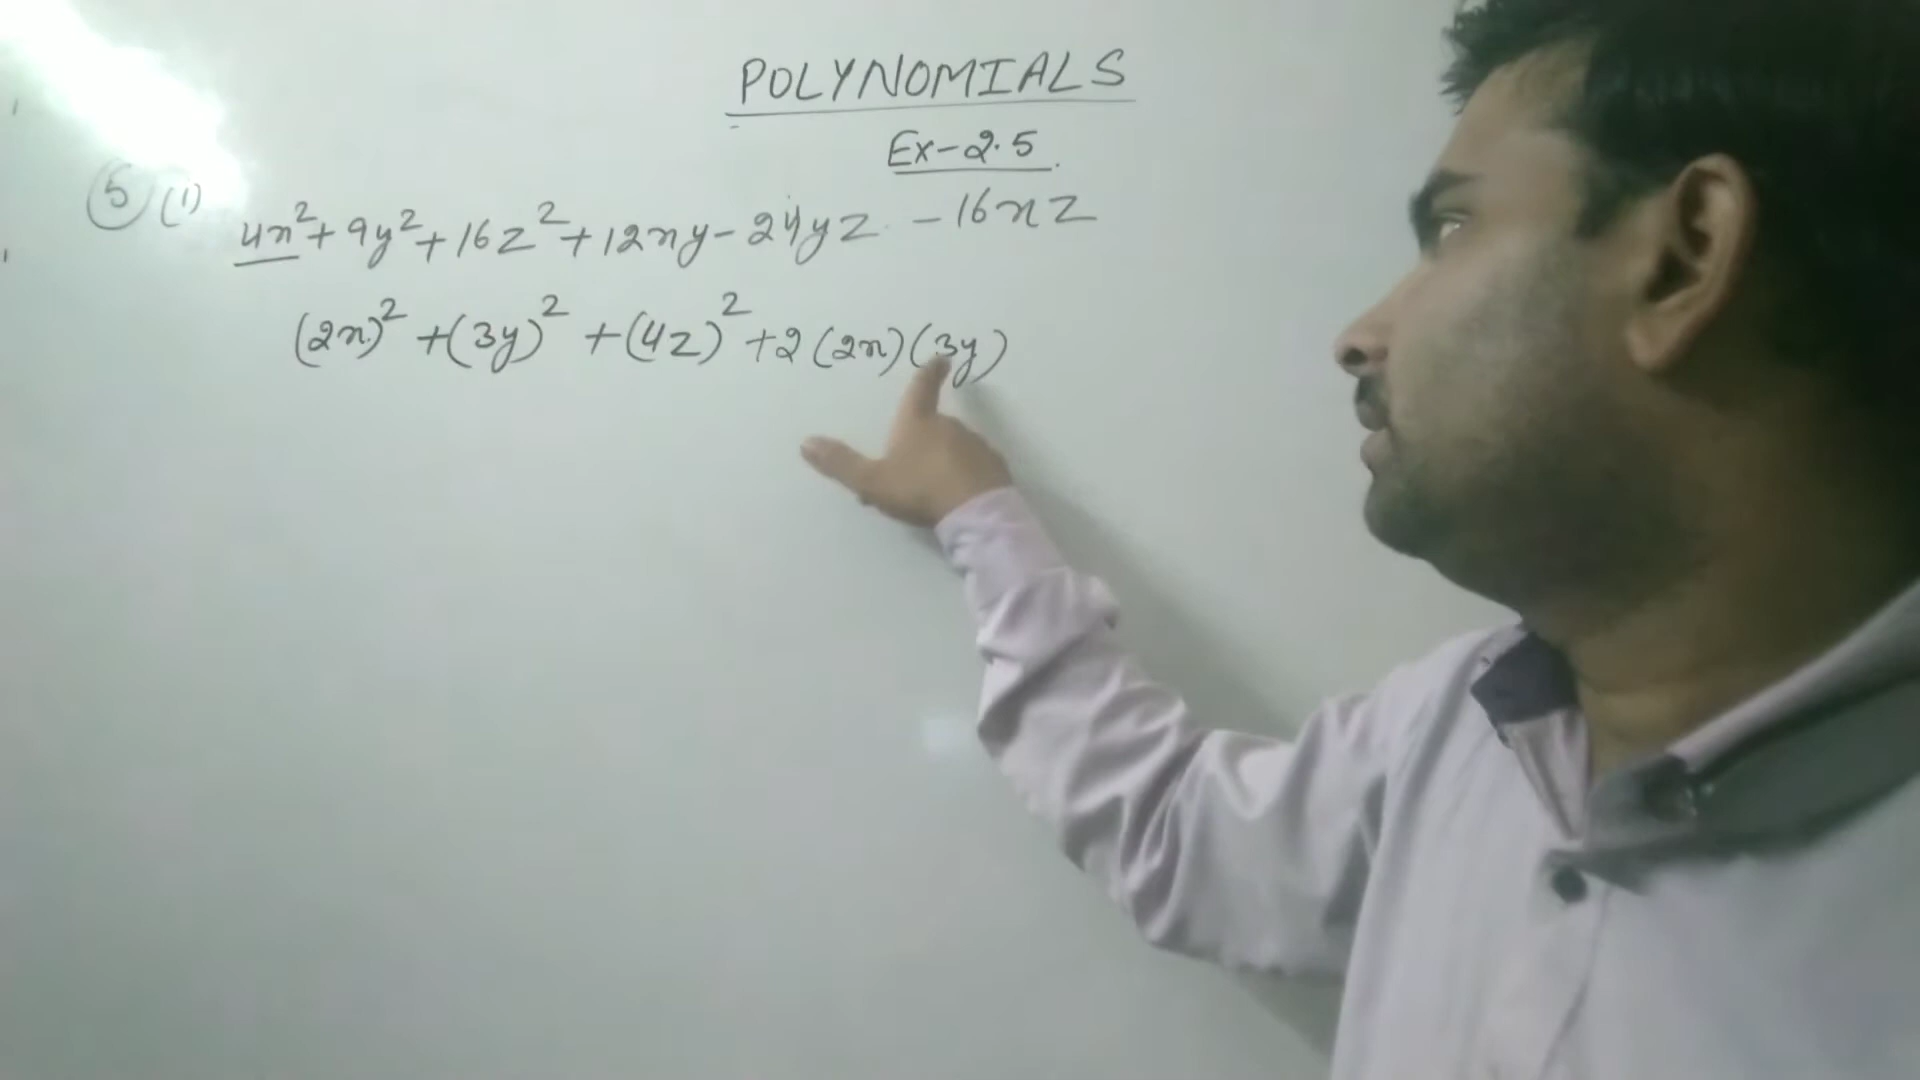 POLYNOMIALS
Ex-2.5
5 (1) 4x² + 9y² + 16z² + 12xy - 24yz - 16xz
(2x)² + (3y)² + (4z)² + 2(2x)(3y)